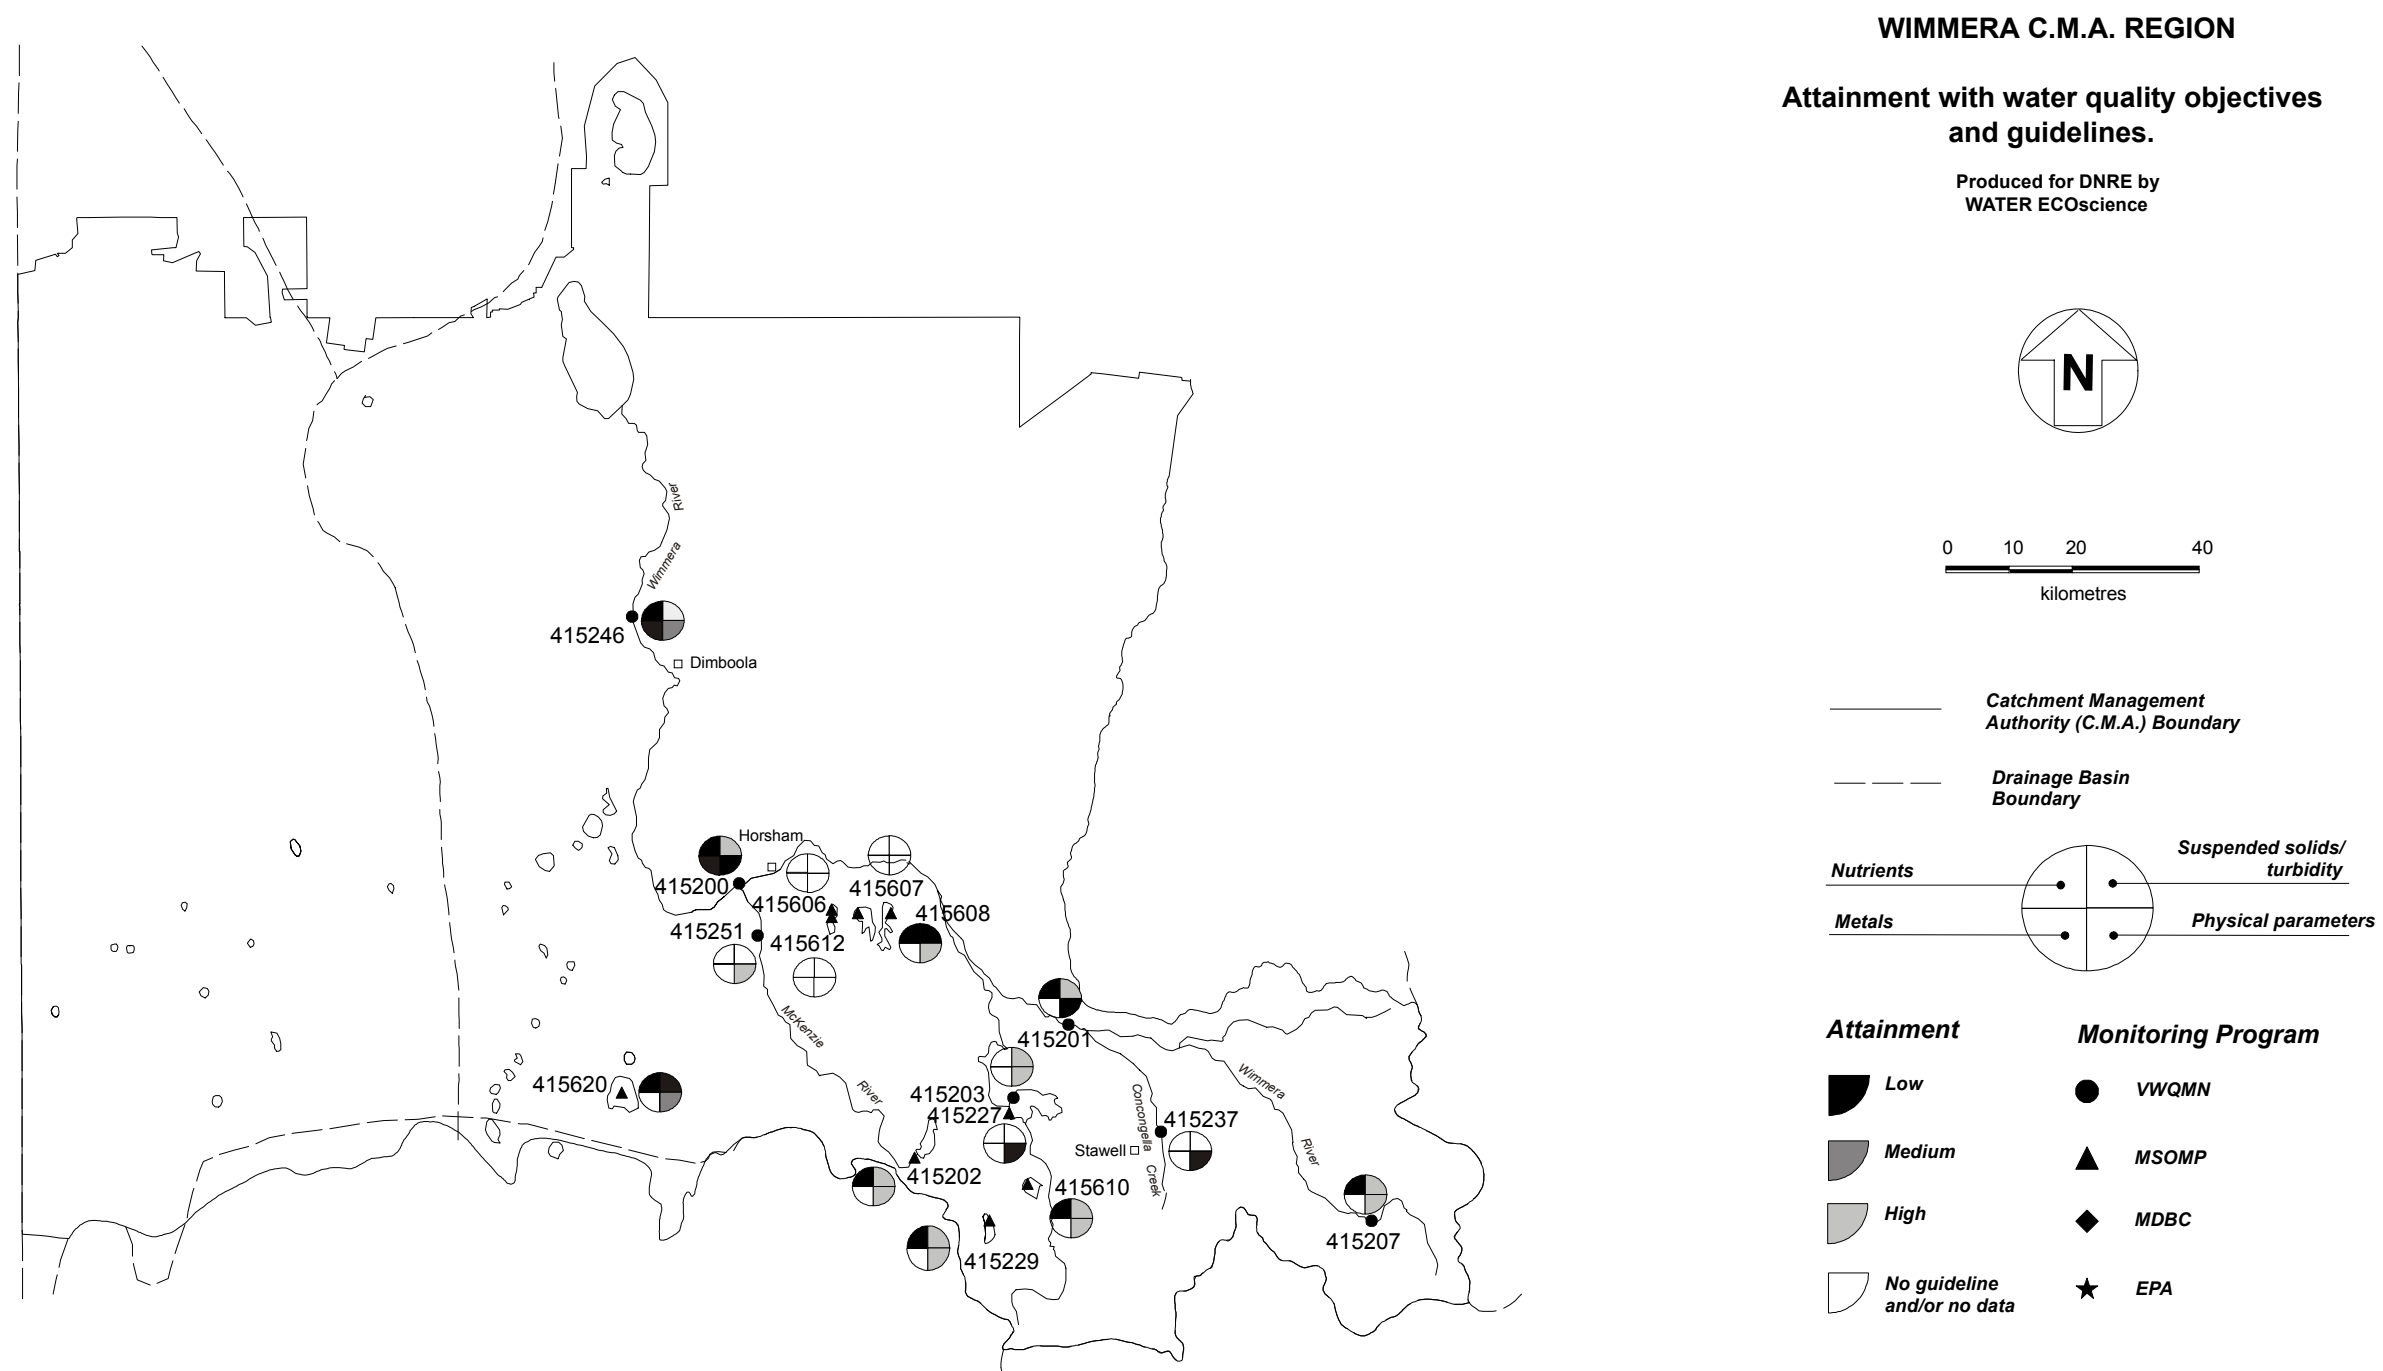 WIMMERA C.M.A. REGION
Attainment with water quality objectives
and guidelines.
Produced for DNRE by
WATER ECOscience
N
0 10 20 40
kilometres
Catchment Management
Authority (C.M.A.) Boundary
Drainage Basin
Boundary
Nutrients
Suspended solids/
turbidity
Metals
Physical parameters
Attainment
Low
Medium
High
No guideline
and/or no data
Monitoring Program
VWQMN
MSOMP
MDBC
EPA
River
Wimmera
415246
Dimboola
Horsham
415200
415606
415607
415608
415251
415612
McKenzie
River
415201
415620
415203
415227
415237
Stawell
Concongella
Creek
Wimmera
River
415202
415610
415229
415207